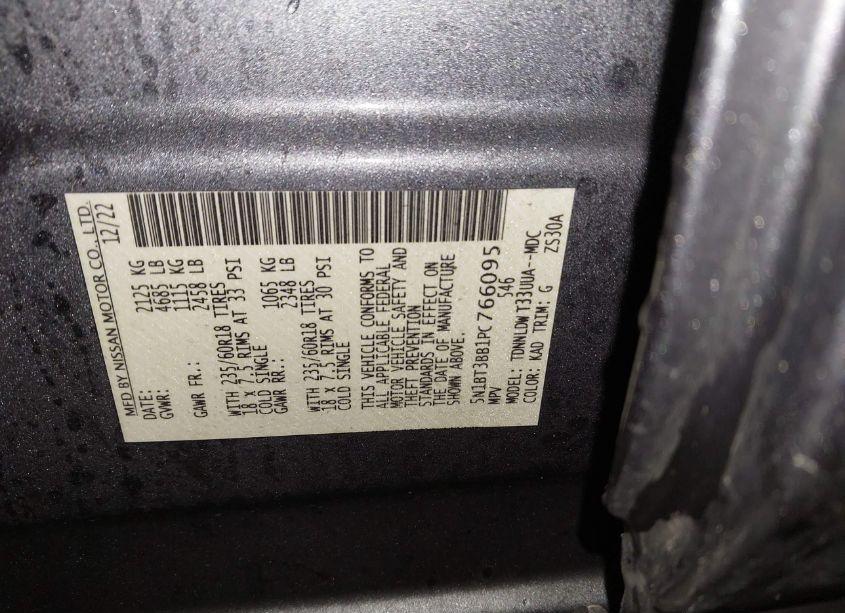 MFD BY NISSAN MOTOR CO., LTD.
DATE: 12/22
GVWR: 2125 KG
4685 LB
GAWR FR.: 1115 KG
2458 LB
WITH 235/60R18 TIRES
18 x 7.5 RIMS AT 33 PSI
COLD SINGLE
GAWR RR.: 1065 KG
2348 LB
WITH 235/60R18 TIRES
18 X 7.5 RIMS AT 30 PSI
COLD SINGLE
THIS VEHICLE CONFORMS TO
ALL APPLICABLE FEDERAL
MOTOR VEHICLE SAFETY AND
THEFT PREVENTION
STANDARDS IN EFFECT ON
THE DATE OF MANUFACTURE
SHOWN ABOVE.
5N1BT3BB1PC766095
MPV 546
MODEL: TDNNLDW T33UUA--MDC
COLOR: KAD TRIM: G ZS30A